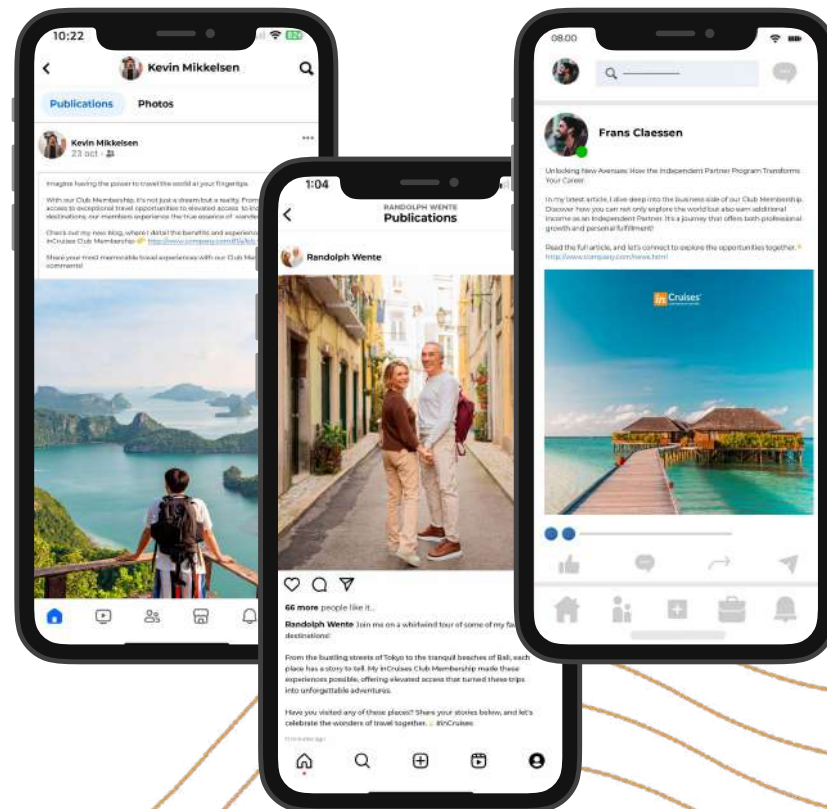 10:22
Kevin Mikkelsen
Publications Photos
Kevin Mikkelsen
23 oct
Imagine having the power to travel the world at your fingertips.
With our Club Membership, it's not just a dream but a reality. From
access to exceptional travel opportunities to elevated access to
destinations, our members experience the true essence of
Check out my new blog, where I detail the benefits and
inCruises Club Membership
Share your most memorable travel experiences with our Club
comments!
1:04
RANDOLPH WENTE
Publications
Randolph Wente
66 more people like it..
Randolph Wente Join me on a whirlwind tour of some of my
destinations!
From the bustling streets of Tokyo to the tranquil beaches of Bali, each
place has a story to tell. My inCruises Club Membership made these
experiences possible, offering elevated access that turned these trips
into unforgettable adventures.
Have you visited any of these places? Share your stories below, and let's
celebrate the wonders of travel together. #inCruises
08:00
Frans Claessen
Unlocking New Avenues: How the Independent Partner Program Transforms
Your Career
In my latest article, I dive deep into the business side of our Club Membership.
Discover how you can not only explore the world but also earn additional
income as an Independent Partner. It's a journey that offers both professional
growth and personal fulfillment!
Read the full article, and let's connect to explore the opportunities together.
http://www.company.com/news.html
inCruises